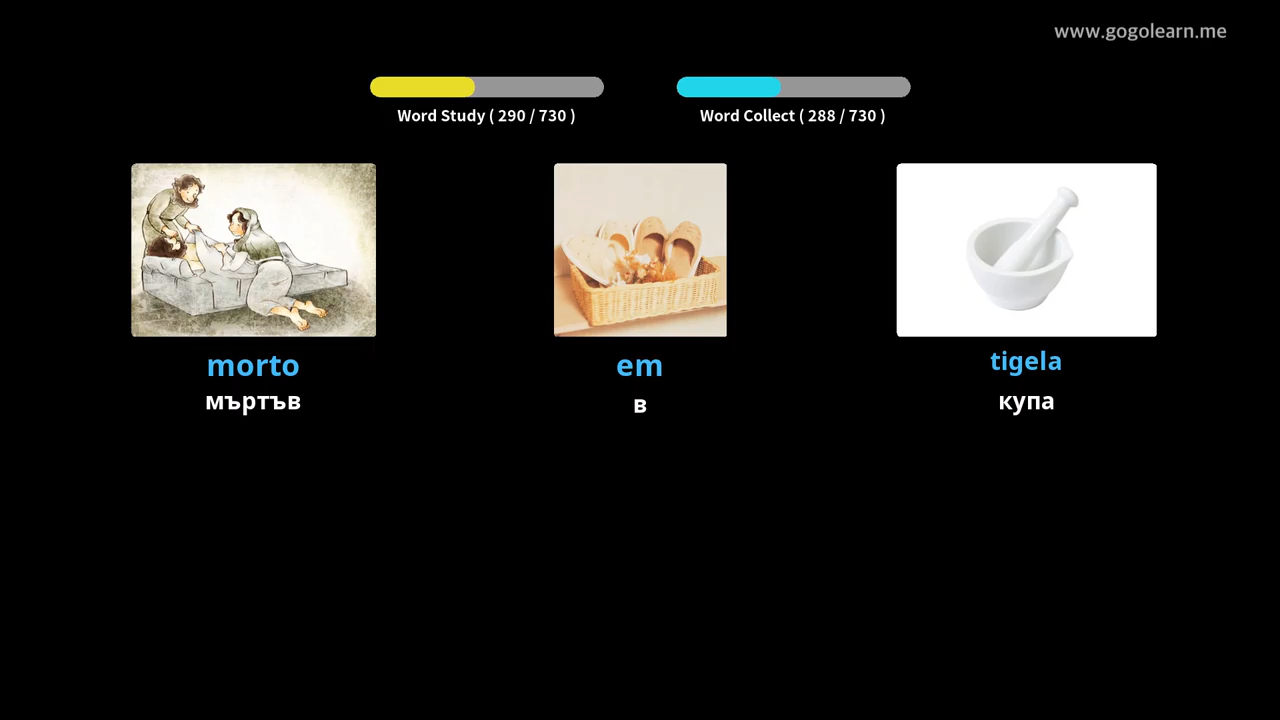 www.gogolearn.me
Word Study ( 290 / 730 )
Word Collect ( 288 / 730 )
morto
мъртъв
em
в
tigela
купа